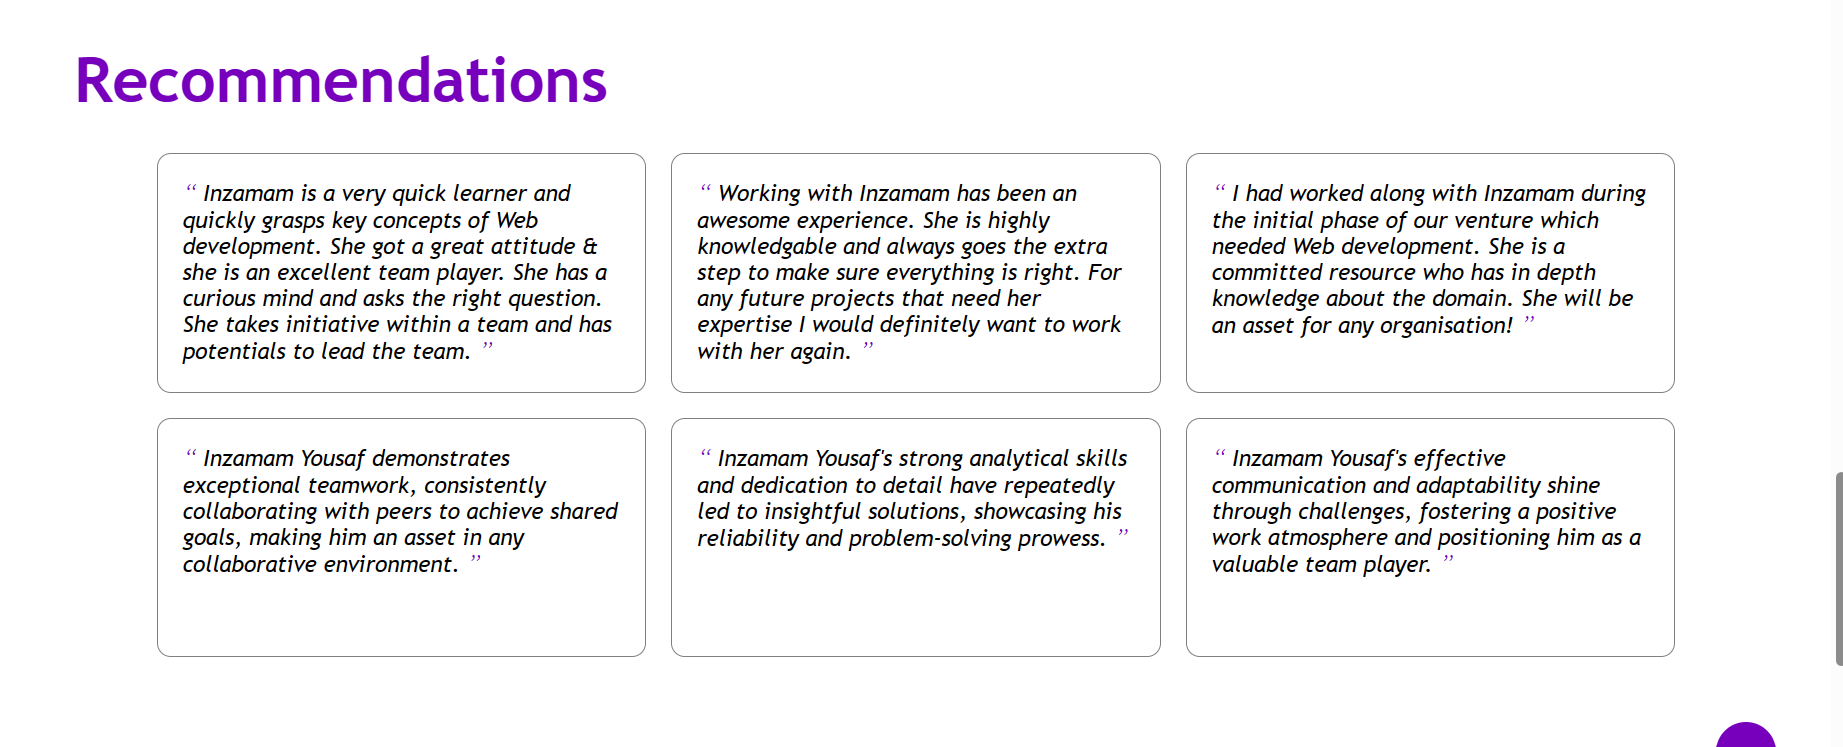 Recommendations
“ Inzamam is a very quick learner and
quickly grasps key concepts of Web
development. She got a great attitude &
she is an excellent team player. She has a
curious mind and asks the right question.
She takes initiative within a team and has
potentials to lead the team. ”
“ Working with Inzamam has been an
awesome experience. She is highly
knowledgable and always goes the extra
step to make sure everything is right. For
any future projects that need her
expertise I would definitely want to work
with her again. ”
“ I had worked along with Inzamam during
the initial phase of our venture which
needed Web development. She is a
committed resource who has in depth
knowledge about the domain. She will be
an asset for any organisation! ”
“ Inzamam Yousaf demonstrates
exceptional teamwork, consistently
collaborating with peers to achieve shared
goals, making him an asset in any
collaborative environment. ”
“ Inzamam Yousaf's strong analytical skills
and dedication to detail have repeatedly
led to insightful solutions, showcasing his
reliability and problem-solving prowess. ”
“ Inzamam Yousaf's effective
communication and adaptability shine
through challenges, fostering a positive
work atmosphere and positioning him as a
valuable team player. ”